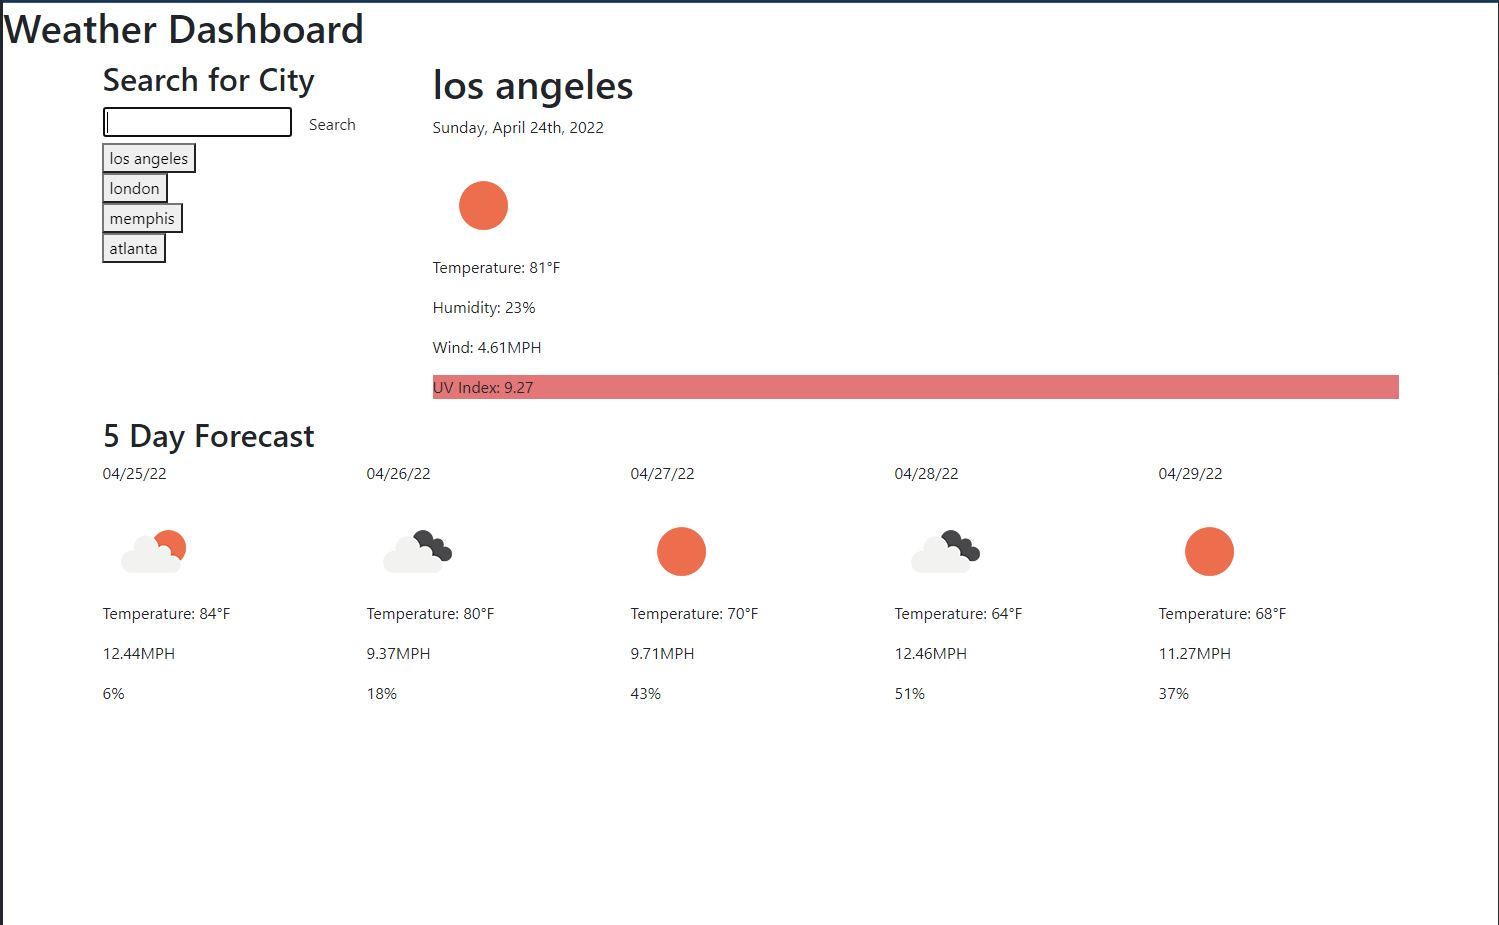 Weather Dashboard
Search for City
Search
los angeles
london
memphis
atlanta
los angeles
Sunday, April 24th, 2022
Temperature: 81°F
Humidity: 23%
Wind: 4.61MPH
UV Index: 9.27
5 Day Forecast
04/25/22 04/26/22 04/27/22 04/28/22 04/29/22
Temperature: 84°F Temperature: 80°F Temperature: 70°F Temperature: 64°F Temperature: 68°F
12.44MPH 9.37MPH 9.71MPH 12.46MPH 11.27MPH
6% 18% 43% 51% 37%